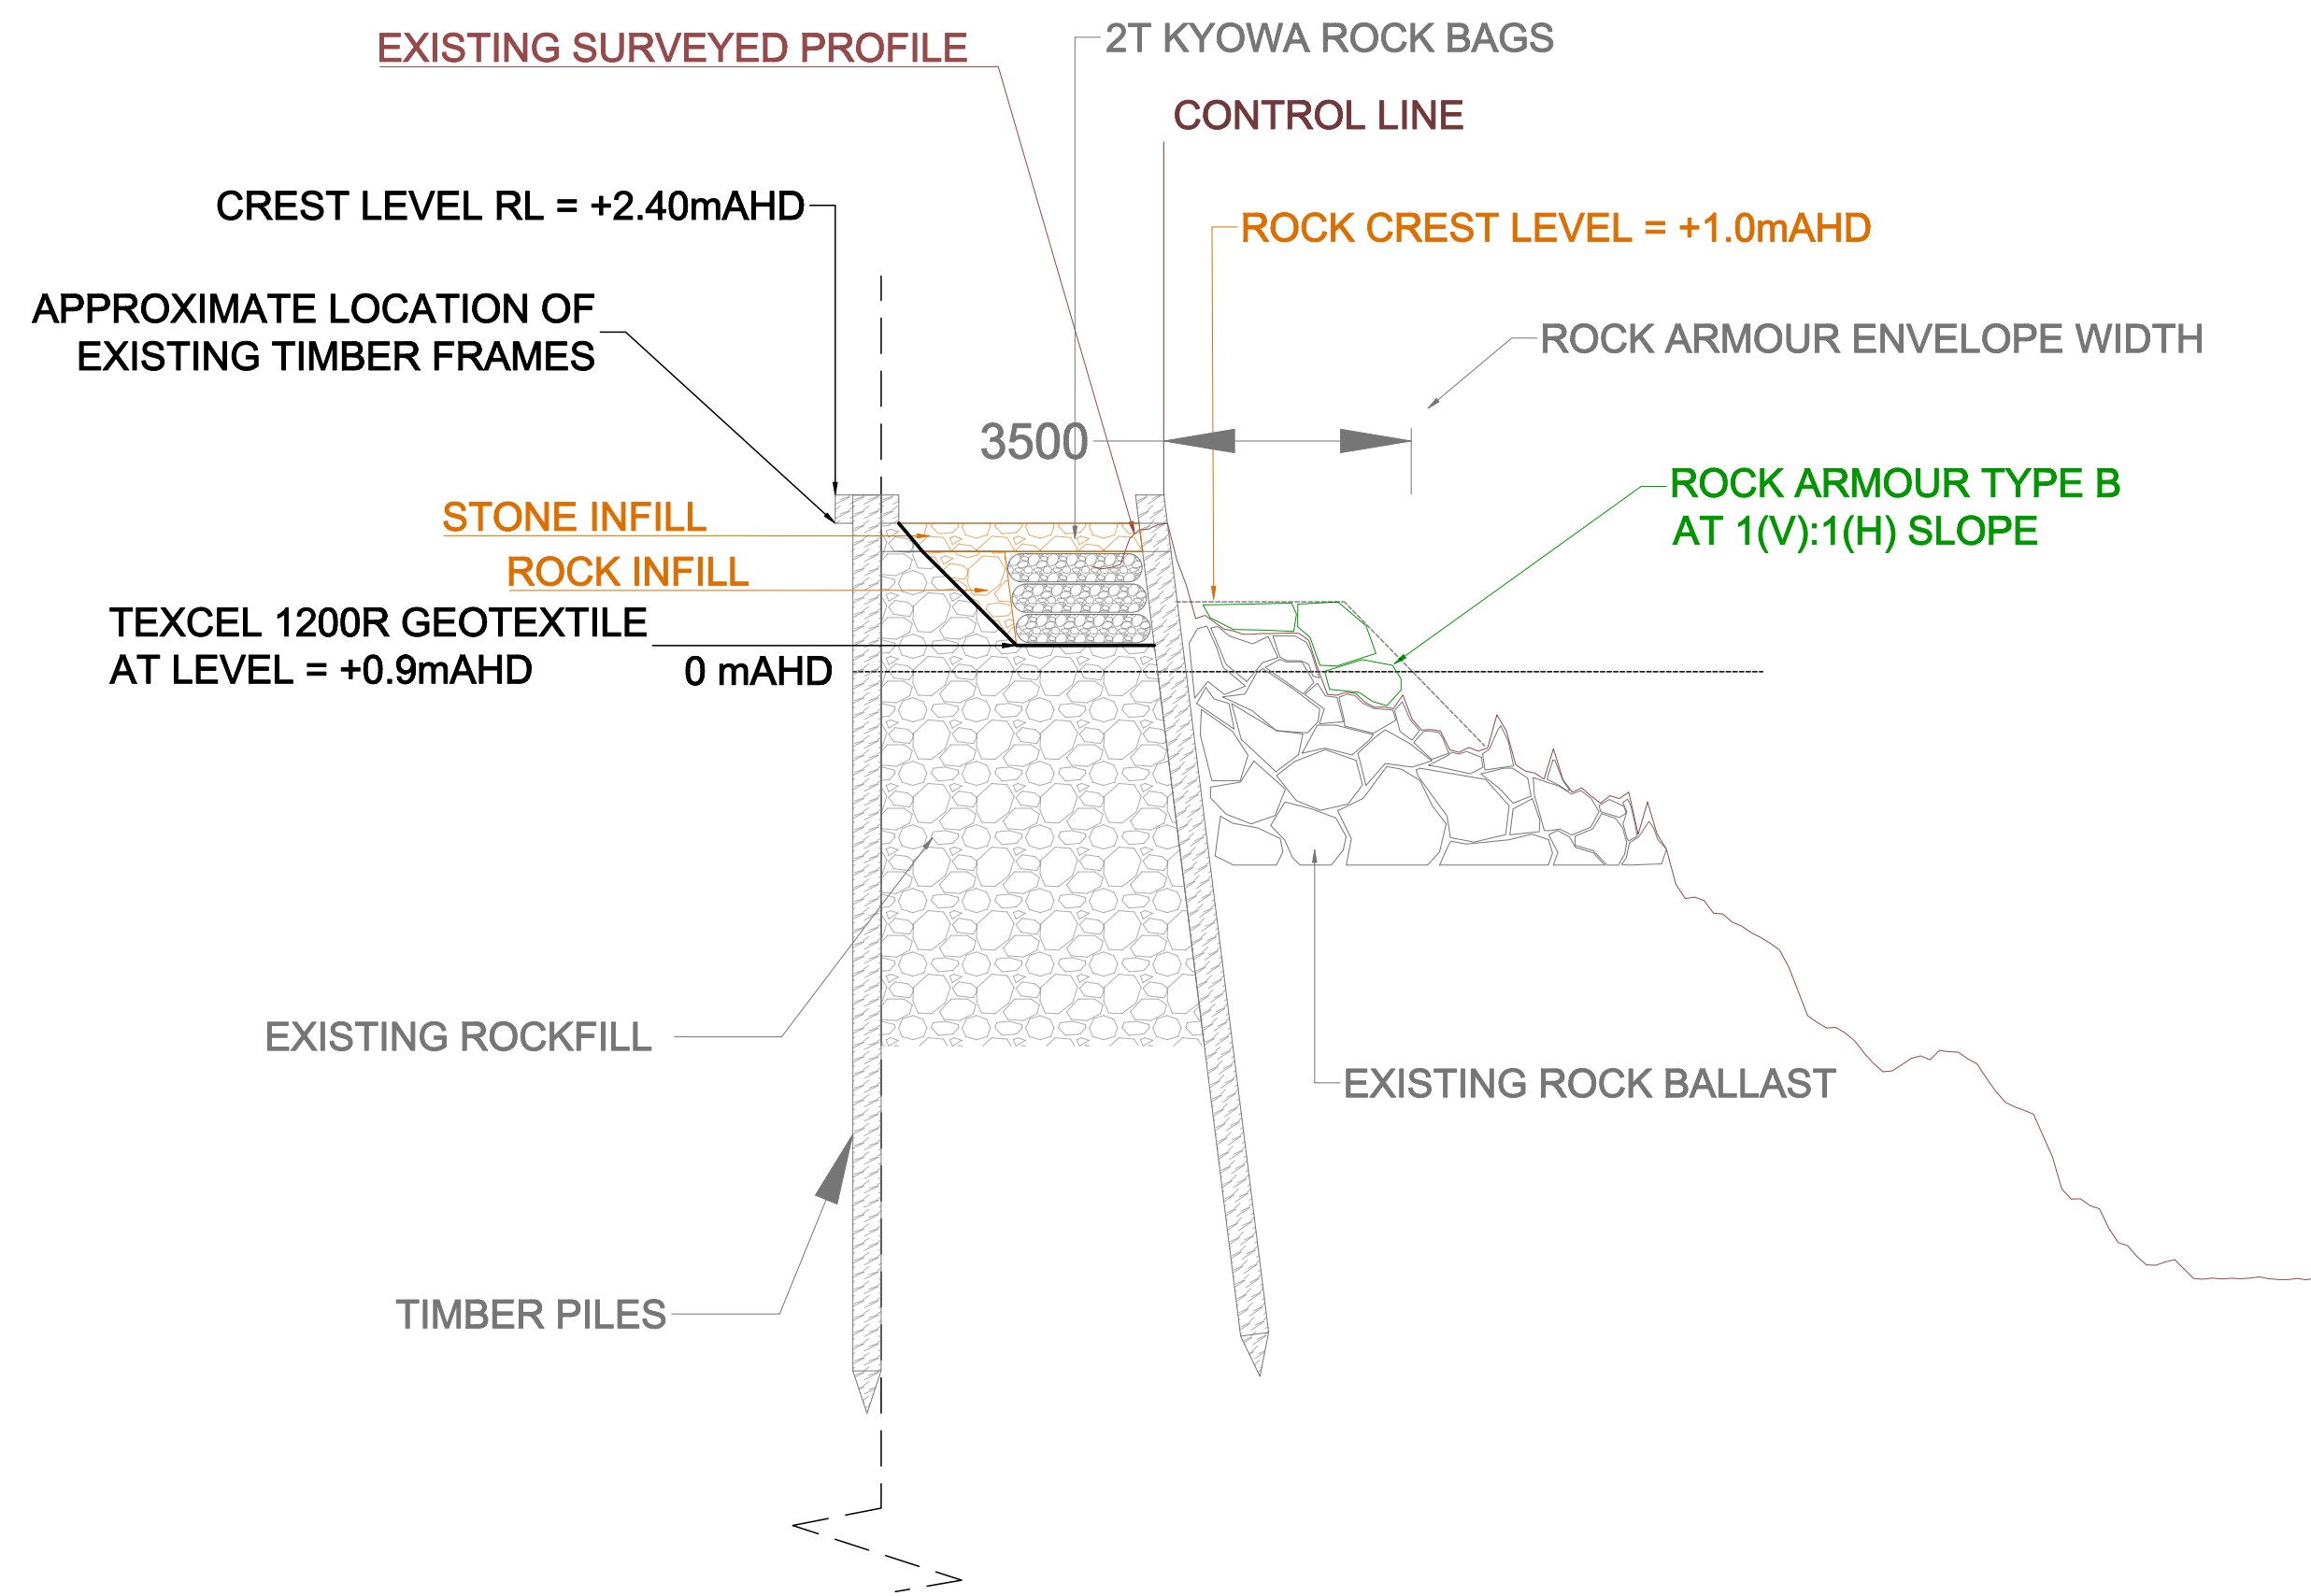 EXISTING SURVEYED PROFILE
2T KYOWA ROCK BAGS
CONTROL LINE
CREST LEVEL RL = +2.40mAHD
ROCK CREST LEVEL = +1.0mAHD
APPROXIMATE LOCATION OF
EXISTING TIMBER FRAMES
ROCK ARMOUR ENVELOPE WIDTH
3500
ROCK ARMOUR TYPE B
AT 1(V):1(H) SLOPE
STONE INFILL
ROCK INFILL
TEXCEL 1200R GEOTEXTILE
AT LEVEL = +0.9mAHD
0 mAHD
EXISTING ROCKFILL
EXISTING ROCK BALLAST
TIMBER PILES